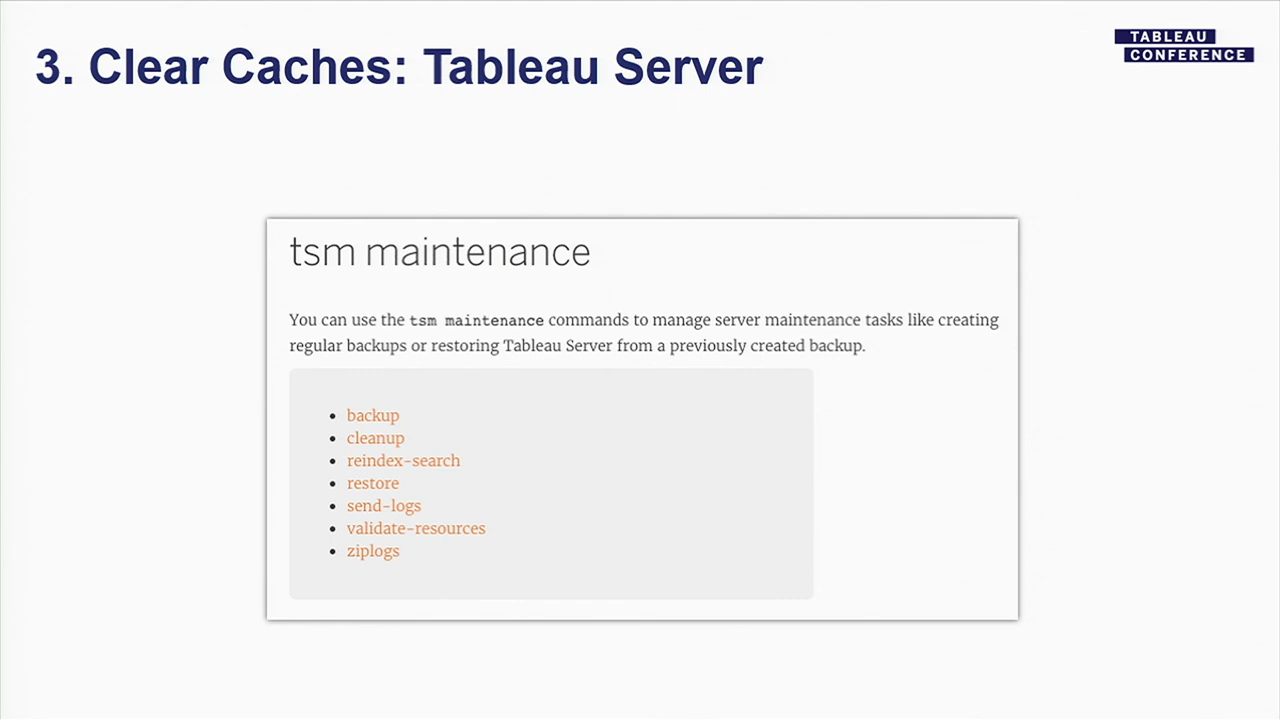 3. Clear Caches: Tableau Server
TABLEAU
CONFERENCE
tsm maintenance
You can use the tsm maintenance commands to manage server maintenance tasks like creating
regular backups or restoring Tableau Server from a previously created backup.
• backup
• cleanup
• reindex-search
• restore
• send-logs
• validate-resources
• ziplogs